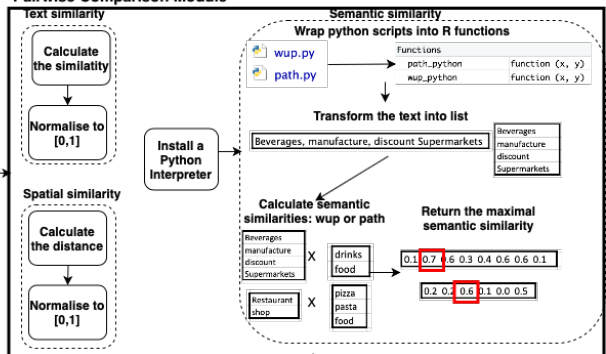 Pairwise Comparison Module
Text similarity
Calculate
the similatity
Normalise to
[0,1]
Spatial similarity
Calculate
the distance
Normalise to
[0,1]
Install a
Python
Interpreter
Semantic similarity
Wrap python scripts into R functions
wup.py
path.py
Functions
path_python function (x, y)
wup_python function (x, y)
Transform the text into list
Beverages, manufacture, discount Supermarkets
Beverages
manufacture
discount
Supermarkets
Calculate semantic
similarities: wup or path
Beverages
manufacture
discount
Supermarkets
X
drinks
food
Restaurant
shop
X
pizza
pasta
food
Return the maximal
semantic similarity
0.1 0.7 0.6 0.3 0.4 0.6 0.6 0.1
0.2 0.2 0.6 0.1 0.0 0.5